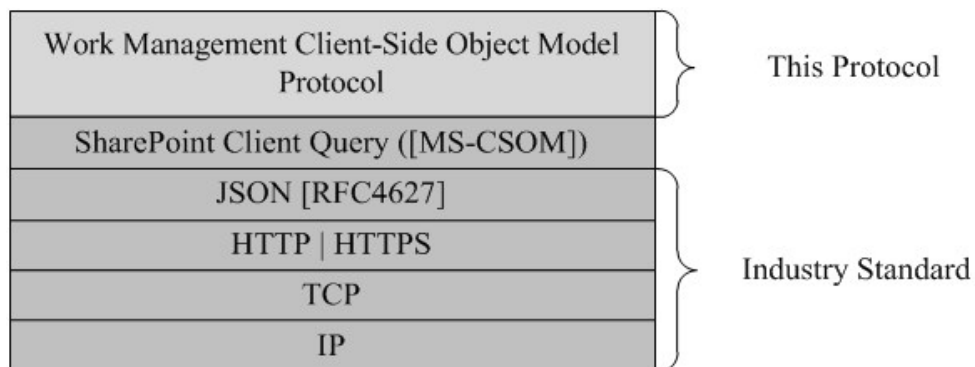 Work Management Client-Side Object Model
Protocol
This Protocol
SharePoint Client Query ([MS-CSOM])
JSON [RFC4627]
HTTP | HTTPS
Industry Standard
TCP
IP